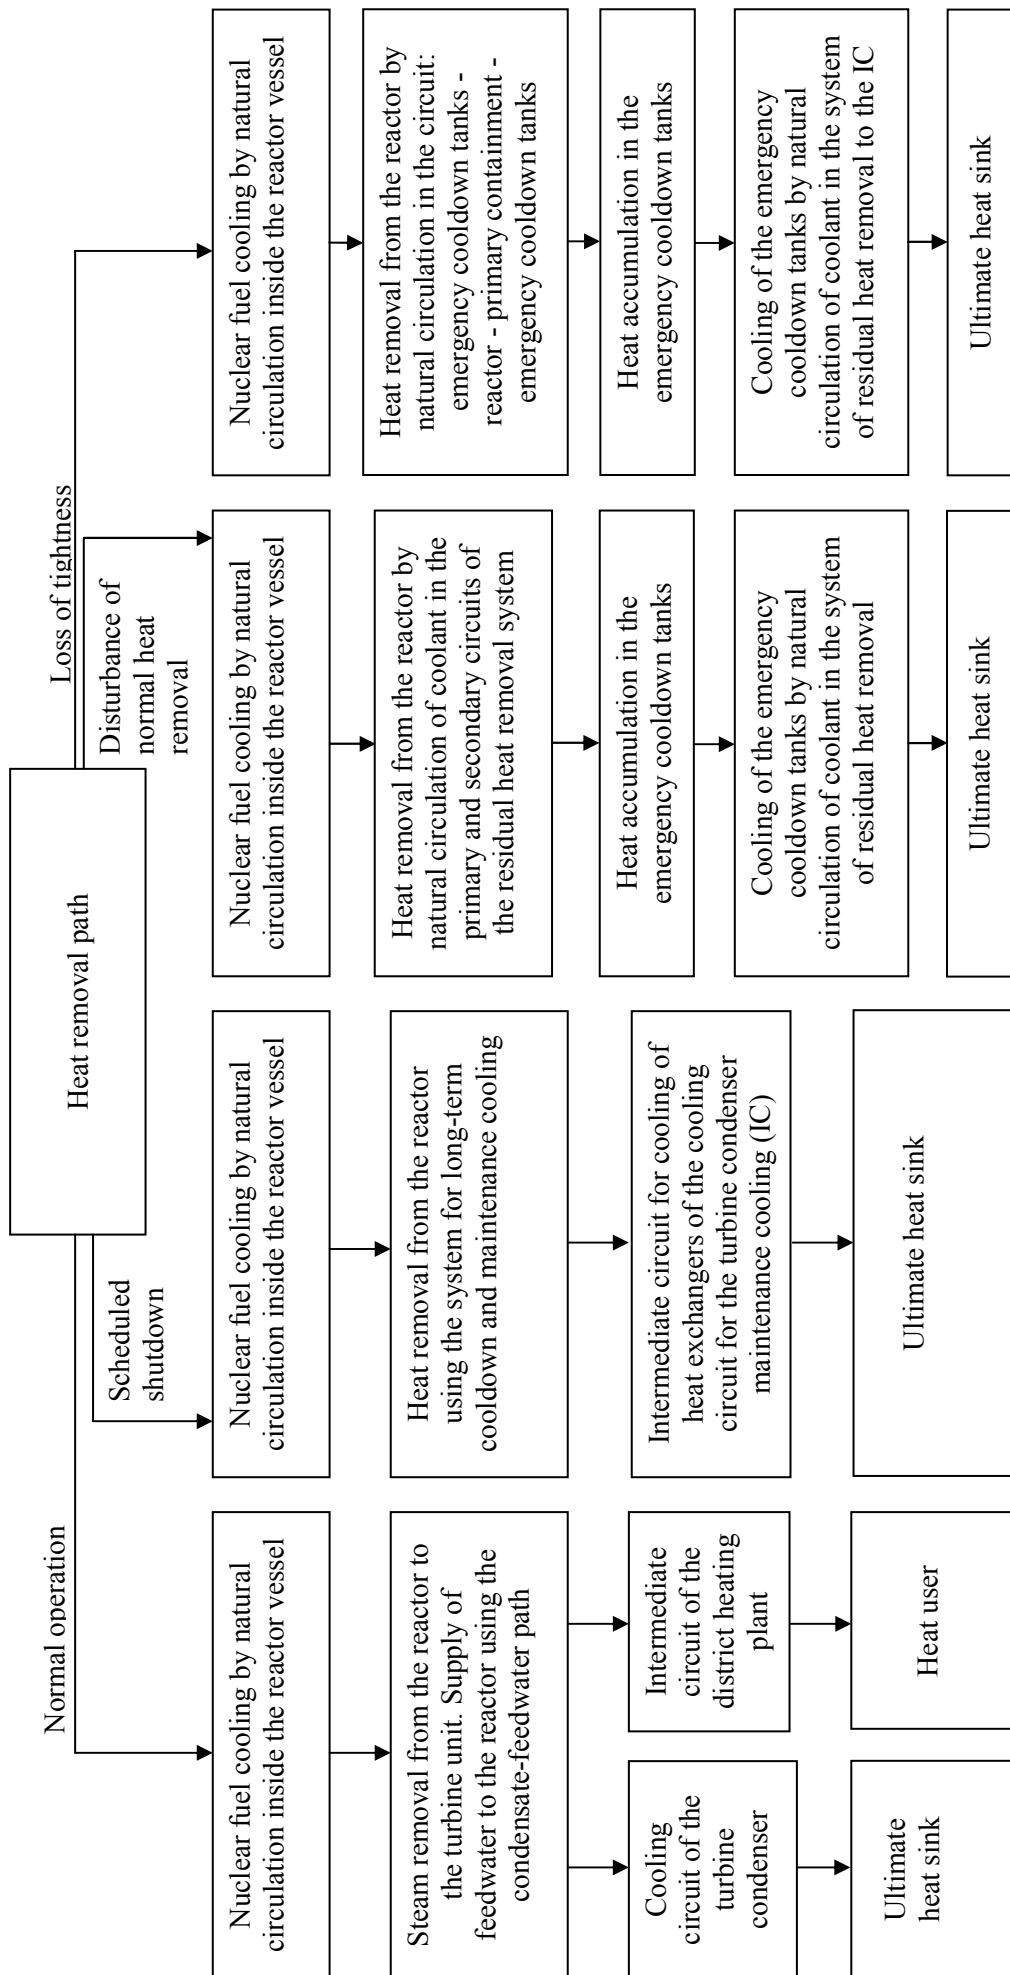 Heat removal path
Normal operation
Scheduled
shutdown
Disturbance of
normal heat
removal
Loss of tightness
Nuclear fuel cooling by natural
circulation inside the reactor vessel
Steam removal from the reactor to
the turbine unit. Supply of
feedwater to the reactor using the
condensate-feedwater path
Cooling
circuit of the
turbine
condenser
Ultimate
heat sink
Intermediate
circuit of the
district heating
plant
Heat user
Nuclear fuel cooling by natural
circulation inside the reactor vessel
Heat removal from the reactor
using the system for long-term
cooldown and maintenance cooling
Intermediate circuit for cooling of
heat exchangers of the cooling
circuit for the turbine condenser
maintenance cooling (IC)
Ultimate heat sink
Nuclear fuel cooling by natural
circulation inside the reactor vessel
Heat removal from the reactor by
natural circulation of coolant in the
primary and secondary circuits of
the residual heat removal system
Heat accumulation in the
emergency cooldown tanks
Cooling of the emergency
cooldown tanks by natural
circulation of coolant in the system
of residual heat removal
Ultimate heat sink
Nuclear fuel cooling by natural
circulation inside the reactor vessel
Heat removal from the reactor by
natural circulation in the circuit:
emergency cooldown tanks -
reactor - primary containment -
emergency cooldown tanks
Heat accumulation in the
emergency cooldown tanks
Cooling of the emergency
cooldown tanks by natural
circulation of coolant in the system
of residual heat removal to the IC
Ultimate heat sink